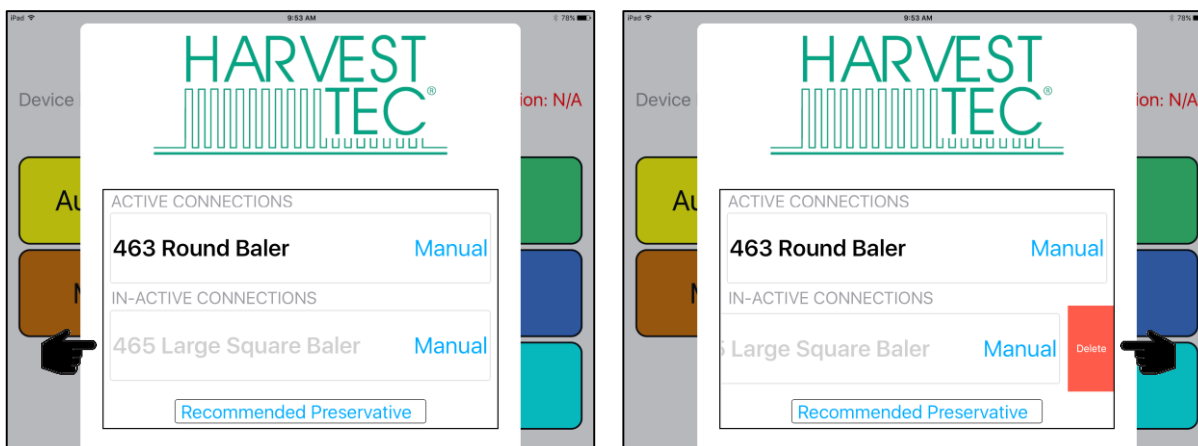 iPad 9:53 AM 78%
HARVEST
TEC®
Device ion: N/A
Au
ACTIVE CONNECTIONS
463 Round Baler Manual
IN-ACTIVE CONNECTIONS
465 Large Square Baler Manual
Recommended Preservative
iPad 9:53 AM 78%
HARVEST
TEC®
Device ion: N/A
Au
ACTIVE CONNECTIONS
463 Round Baler Manual
IN-ACTIVE CONNECTIONS
Large Square Baler Manual Delete
Recommended Preservative